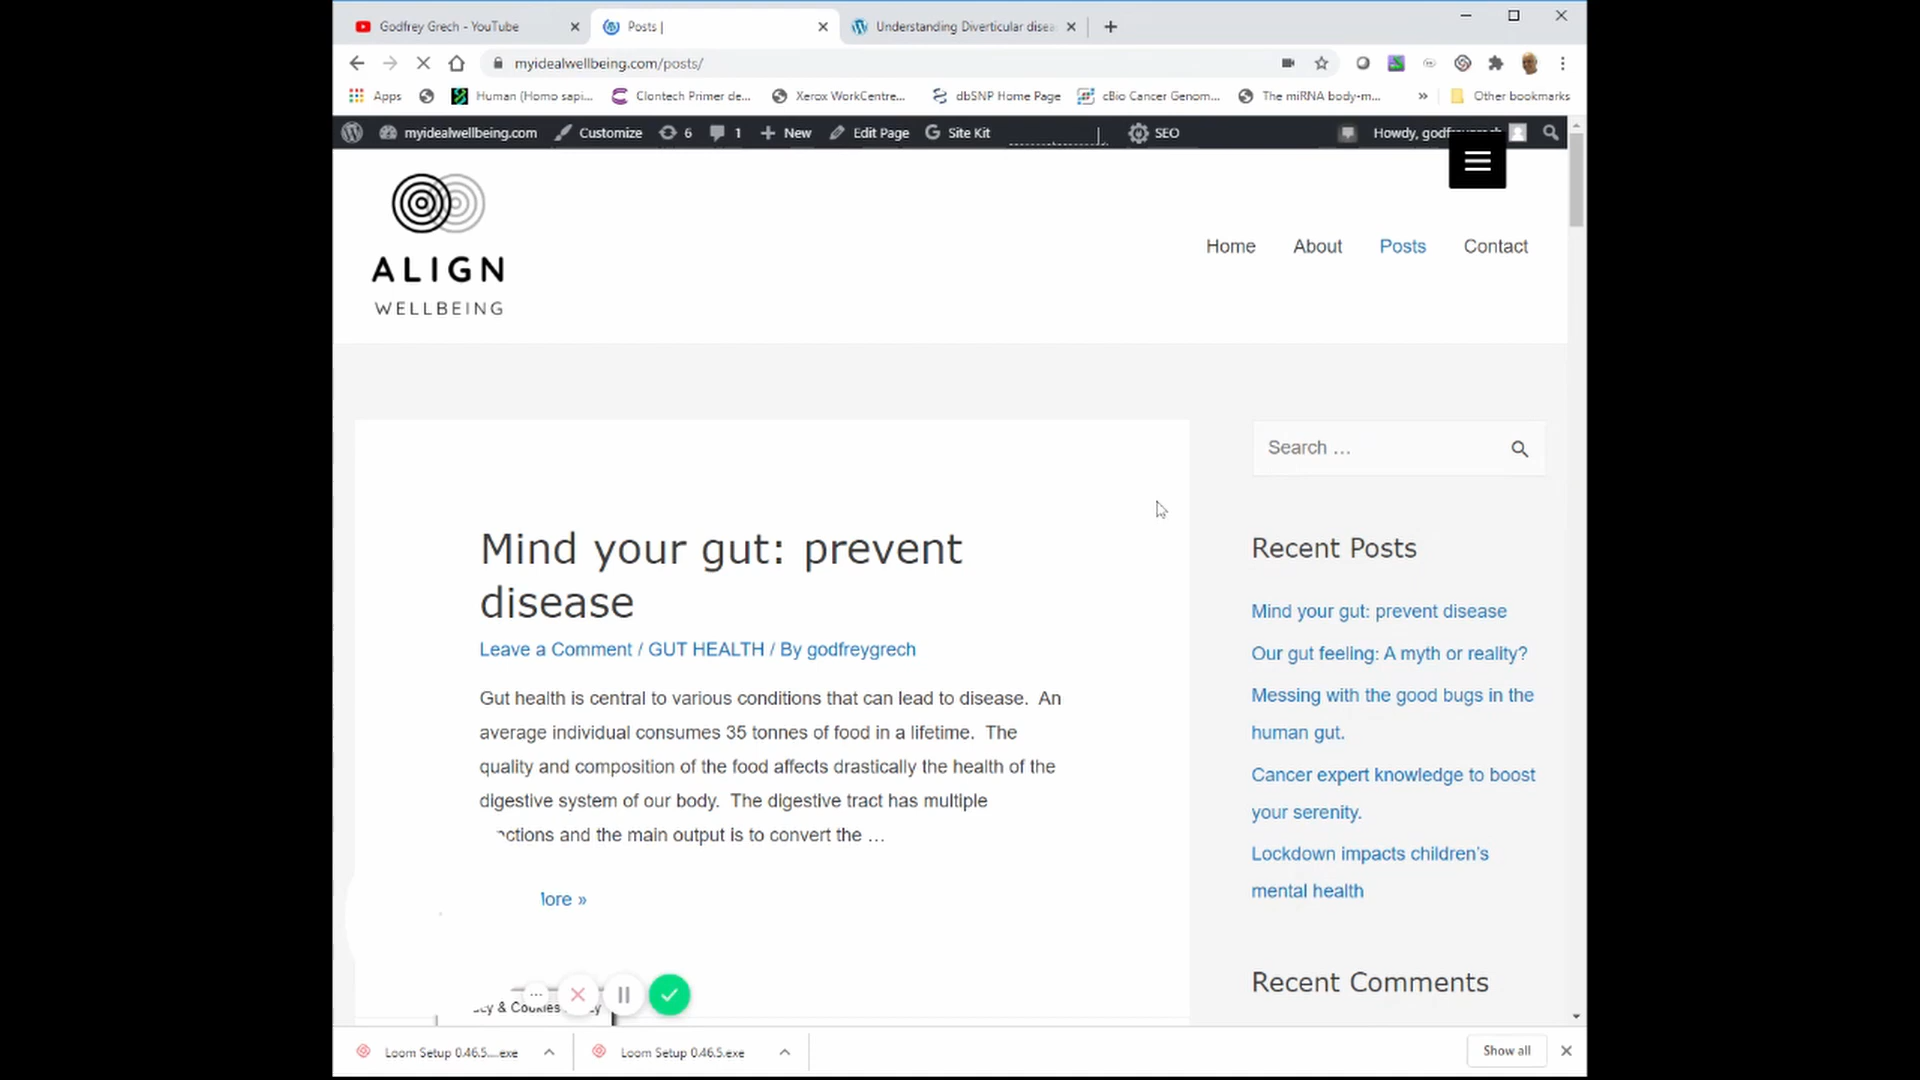 Godfrey Grech - YouTube
Posts |
Understanding Diverticular disea
myidealwellbeing.com/posts/
Apps
Human (Homo sapi...
Clontech Primer de...
Xerox WorkCentre...
dbSNP Home Page
cBio Cancer Genom...
The miRNA body-m...
»
Other bookmarks
myidealwellbeing.com
Customize
6
1
New
Edit Page
Site Kit
SEO
Howdy,
ALIGN
WELLBEING
Home
About
Posts
Contact
Mind your gut: prevent
disease
Leave a Comment / GUT HEALTH / By godfreygrech
Gut health is central to various conditions that can lead to disease. An
average individual consumes 35 tonnes of food in a lifetime. The
quality and composition of the food affects drastically the health of the
digestive system of our body. The digestive tract has multiple
ctions and the main output is to convert the …
ore »
Search …
Recent Posts
Mind your gut: prevent disease
Our gut feeling: A myth or reality?
Messing with the good bugs in the
human gut.
Cancer expert knowledge to boost
your serenity.
Lockdown impacts children's
mental health
Recent Comments
cy & Cookies
Loom Setup 0.46.5....exe
Loom Setup 0.46.5.exe
Show all